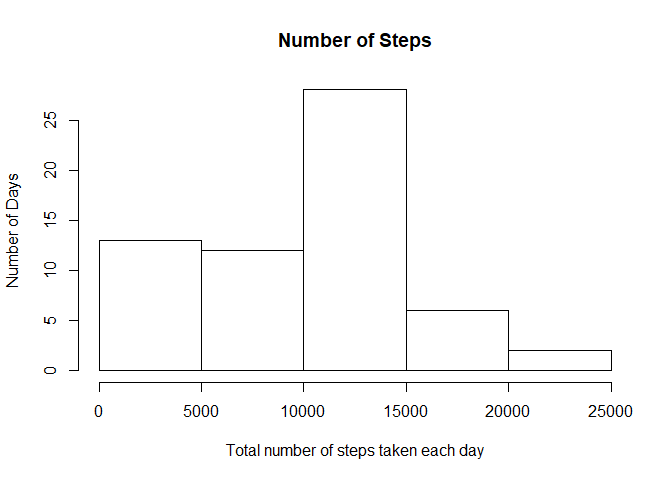 Number of Steps
Number of Days
0
5
10
15
20
25
0 5000 10000 15000 20000 25000
Total number of steps taken each day